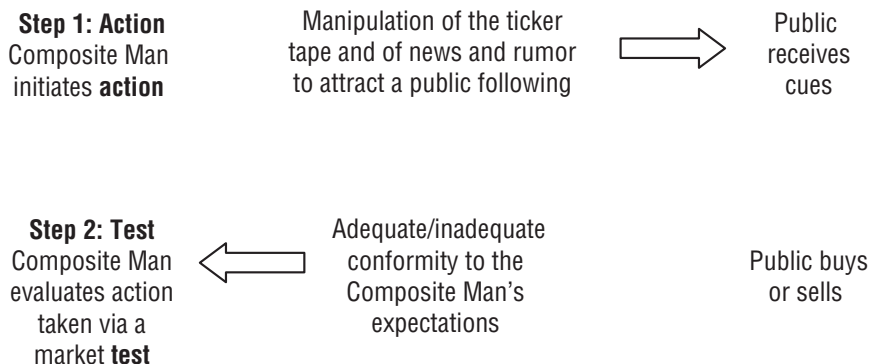 Step 1: Action
Composite Man
initiates action
Manipulation of the ticker
tape and of news and rumor
to attract a public following
Public
receives
cues
Step 2: Test
Composite Man
evaluates action
taken via a
market test
Adequate/inadequate
conformity to the
Composite Man’s
expectations
Public buys
or sells